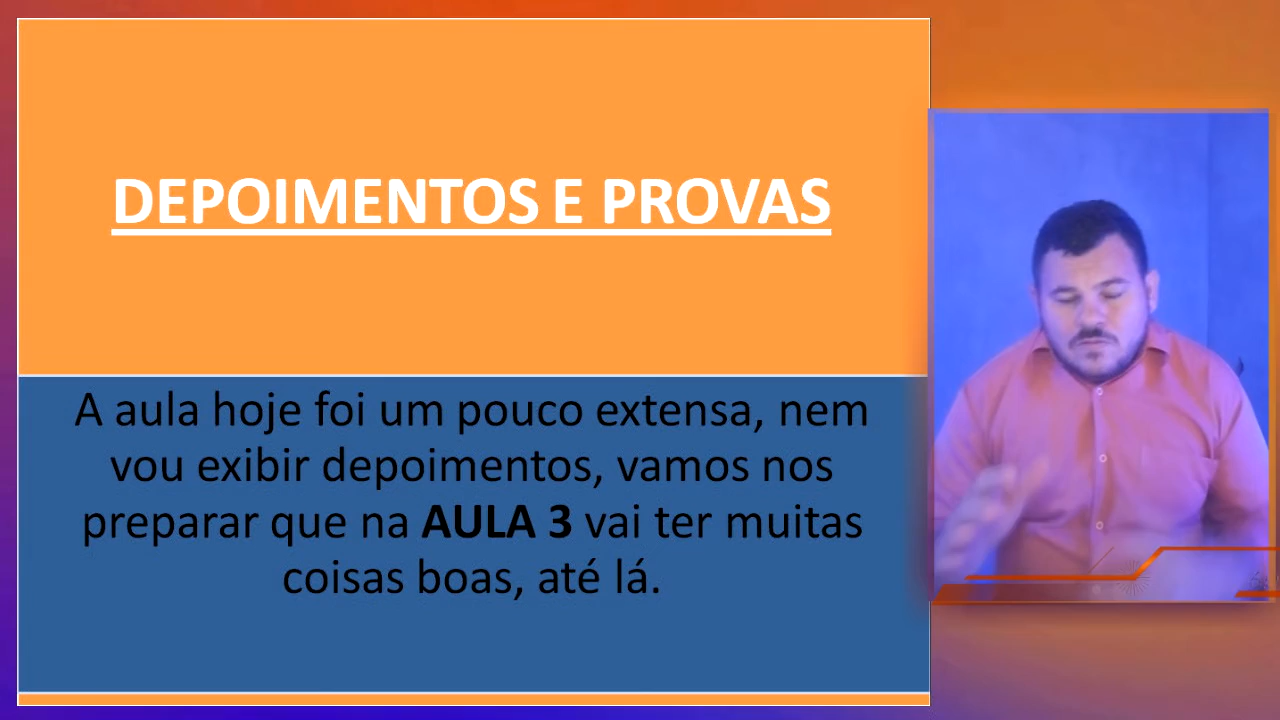 DEPOIMENTOS E PROVAS
A aula hoje foi um pouco extensa, nem
vou exibir depoimentos, vamos nos
preparar que na AULA 3 vai ter muitas
coisas boas, até lá.